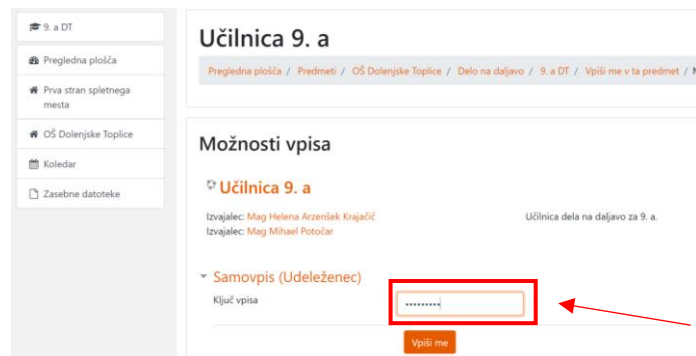 9. a DT
Pregledna plošča
Prva stran spletnega
mesta
OŠ Dolenjske Toplice
Koledar
Zasebne datoteke
Učilnica 9. a
Pregledna plošča / Predmeti / OŠ Dolenjske Toplice / Delo na daljavo / 9. a DT / Vpiši me v ta predmet /
Možnosti vpisa
Učilnica 9. a
Izvajalec: Mag Helena Arzenšek Krajačić
Izvajalec: Mag Mihael Potočar
Učilnica dela na daljavo za 9. a.
Samovpis (Udeleženec)
Ključ vpisa
Vpiši me